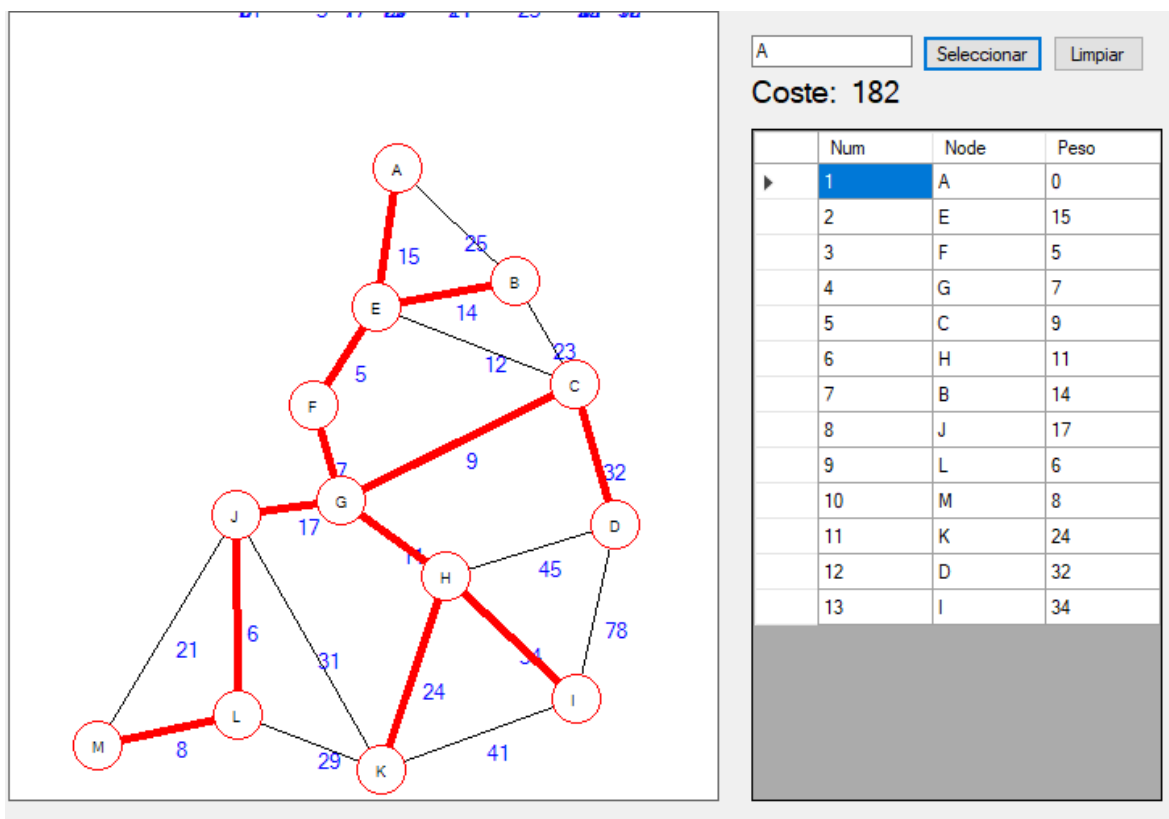 A
Seleccionar
Limpiar
Coste: 182
Num Node Peso
1 A 0
2 E 15
3 F 5
4 G 7
5 C 9
6 H 11
7 B 14
8 J 17
9 L 6
10 M 8
11 K 24
12 D 32
13 I 34
A
25
15
B
E
14
23
12
5
C
F
7
9
32
G
J
17
D
11
45
H
6
78
21
31
34
24
I
L
M
8
29
41
K